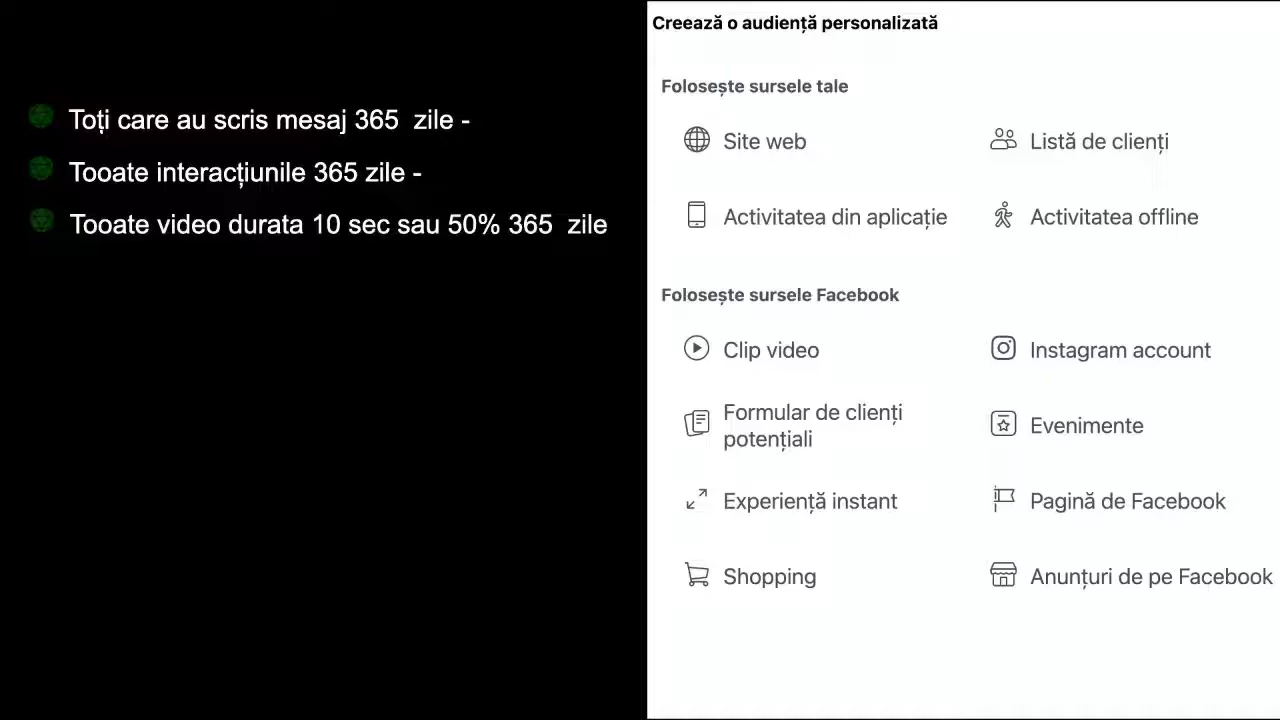 Toți care au scris mesaj 365 zile -
Tooate interacțiunile 365 zile -
Tooate video durata 10 sec sau 50% 365 zile
Creează o audiență personalizată
Folosește sursele tale
Site web
Listă de clienți
Activitatea din aplicație
Activitatea offline
Folosește sursele Facebook
Clip video
Instagram account
Formular de clienți
potențiali
Evenimente
Experiență instant
Pagină de Facebook
Shopping
Anunțuri de pe Facebook